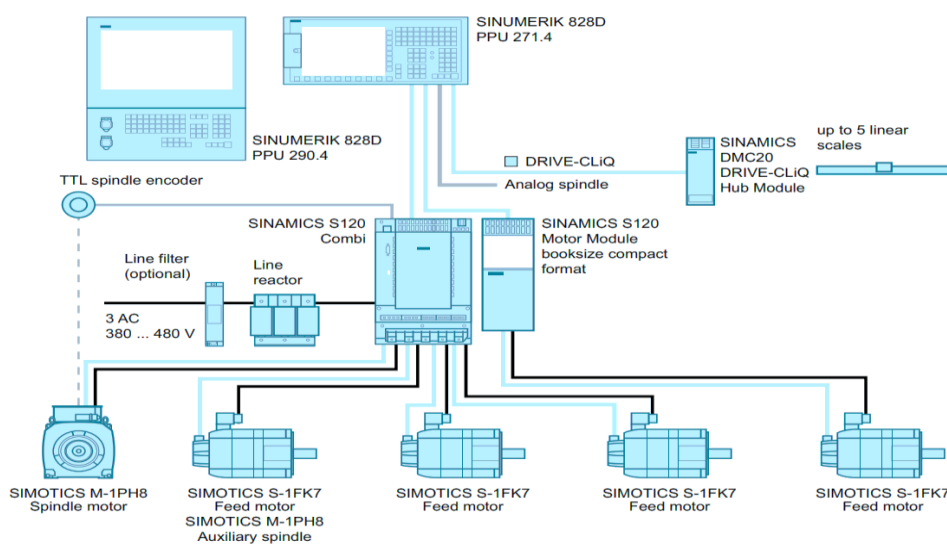 SINUMERIK 828D
PPU 271.4
SINUMERIK 828D
PPU 290.4
up to 5 linear
scales
SINAMICS
DMC20
DRIVE-CLiQ
Hub Module
DRIVE-CLiQ
Analog spindle
TTL spindle encoder
SINAMICS S120
Combi
SINAMICS S120
Motor Module
booksize compact
format
Line filter
(optional)
Line
reactor
3 AC
380 ... 480 V
SIMOTICS M-1PH8
Spindle motor
SIMOTICS S-1FK7
Feed motor
SIMOTICS M-1PH8
Auxiliary spindle
SIMOTICS S-1FK7
Feed motor
SIMOTICS S-1FK7
Feed motor
SIMOTICS S-1FK7
Feed motor